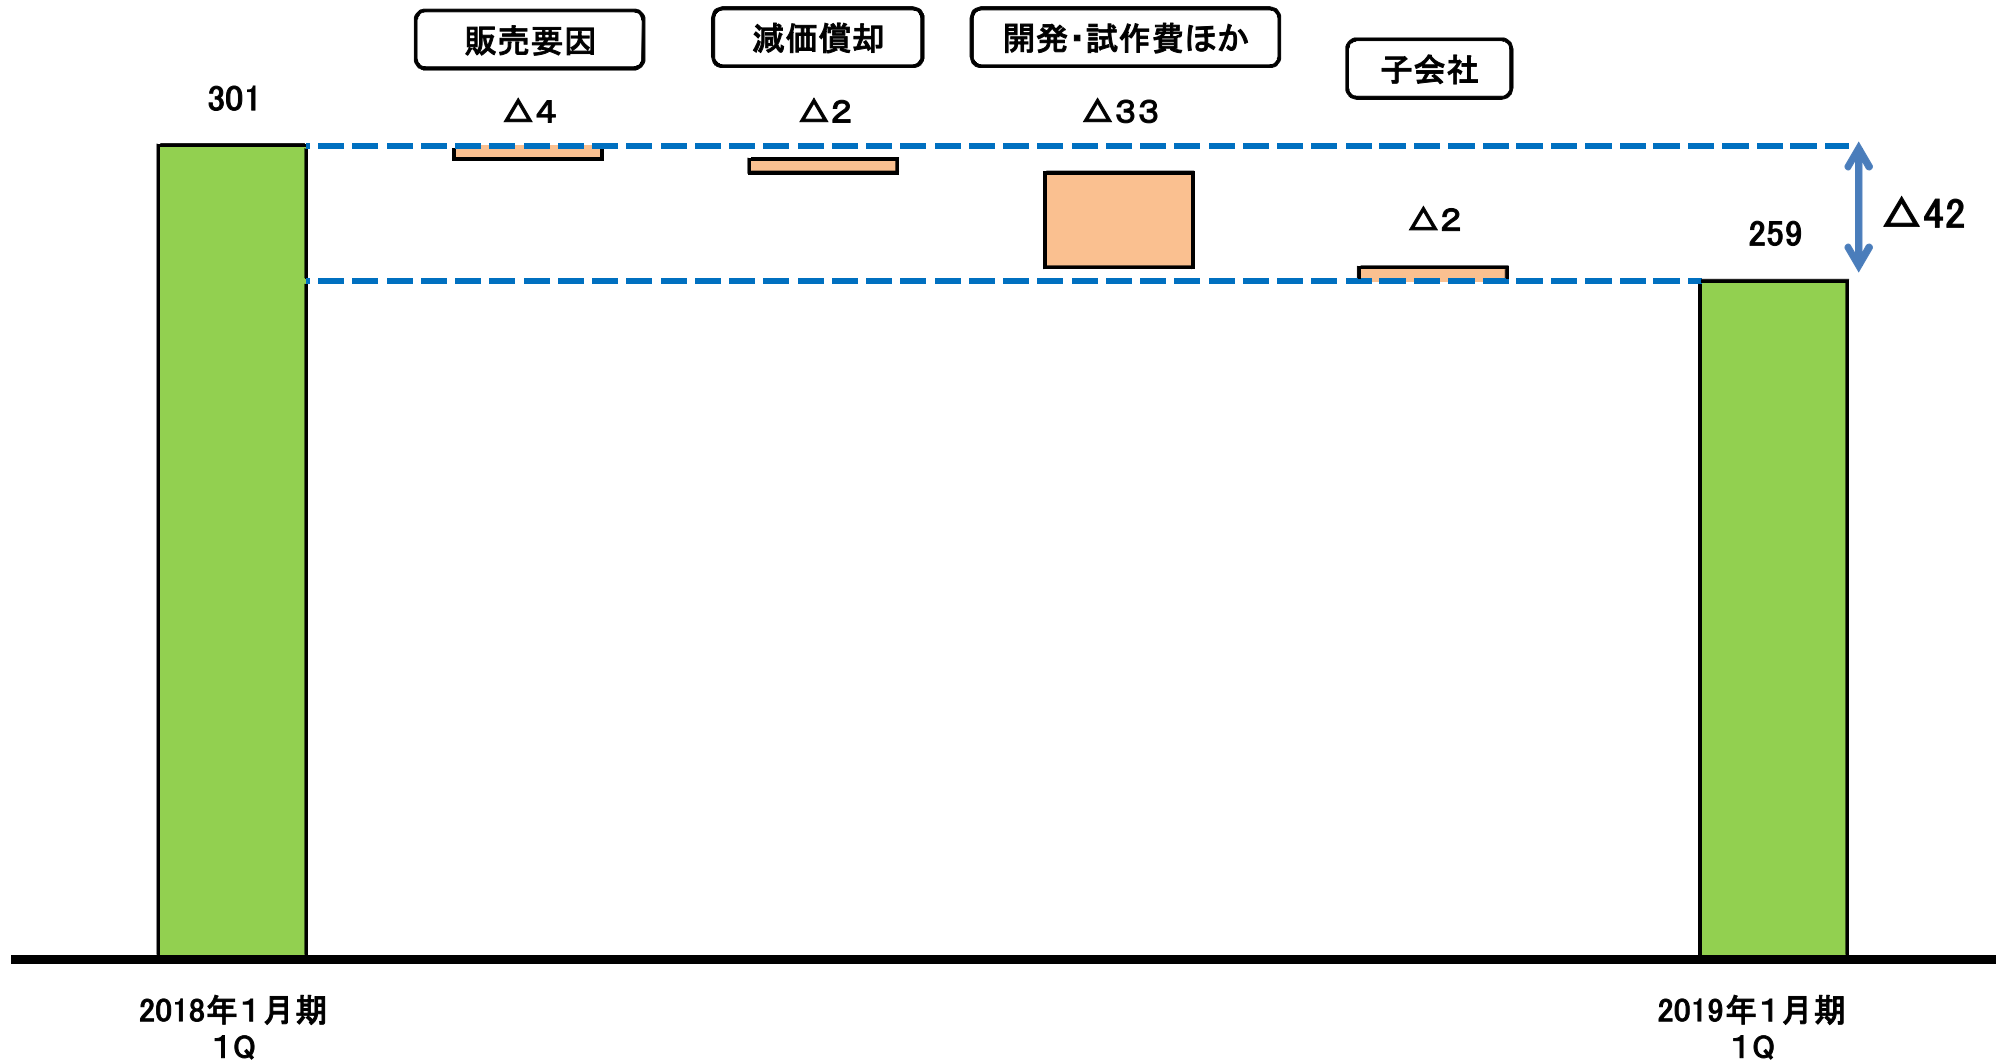 販売要因
減価償却
開発・試作費ほか
子会社
301
△4
△2
△33
△2
259
△42
2018年1月期
1Q
2019年1月期
1Q